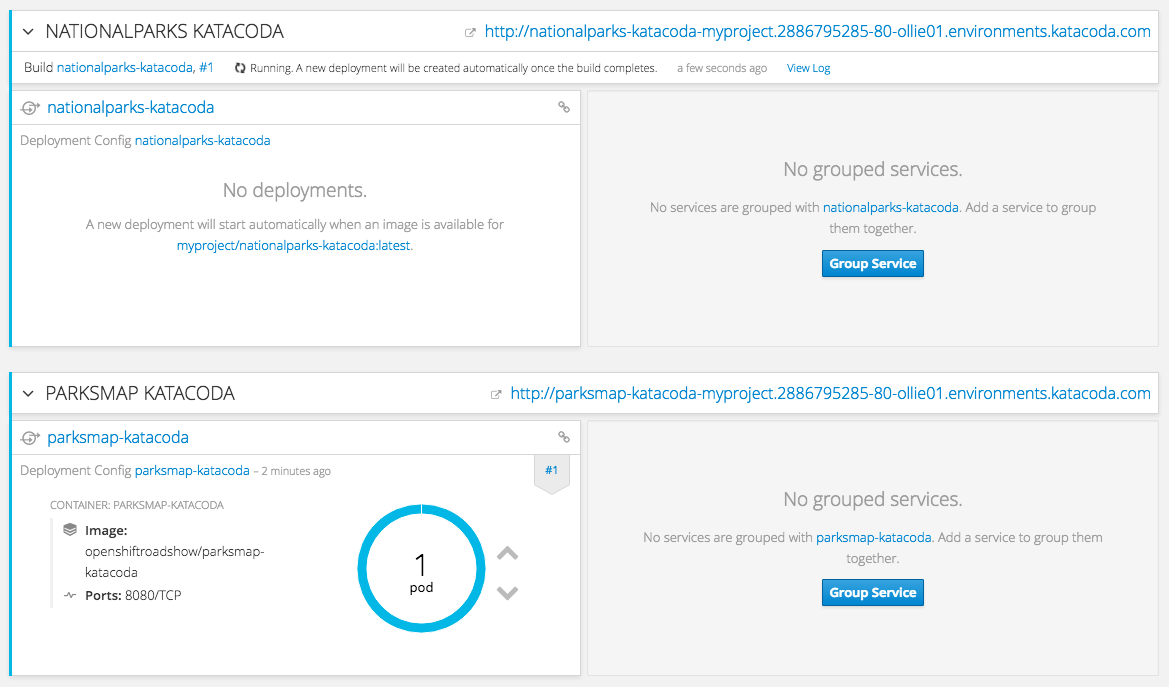 NATIONALPARKS KATACODA
http://nationalparks-katacoda-myproject.2886795285-80-ollie01.environments.katacoda.com
Build nationalparks-katacoda, #1 Running. A new deployment will be created automatically once the build completes. a few seconds ago View Log
nationalparks-katacoda
Deployment Config nationalparks-katacoda
No deployments.
A new deployment will start automatically when an image is available for
myproject/nationalparks-katacoda:latest.
No grouped services.
No services are grouped with nationalparks-katacoda. Add a service to group
them together.
Group Service
PARKSMAP KATACODA
http://parksmap-katacoda-myproject.2886795285-80-ollie01.environments.katacoda.com
parksmap-katacoda
Deployment Config parksmap-katacoda – 2 minutes ago
#1
CONTAINER: PARKSMAP-KATACODA
Image:
openshiftroadshow/parksmap-
katacoda
Ports: 8080/TCP
1
pod
No grouped services.
No services are grouped with parksmap-katacoda. Add a service to group them
together.
Group Service